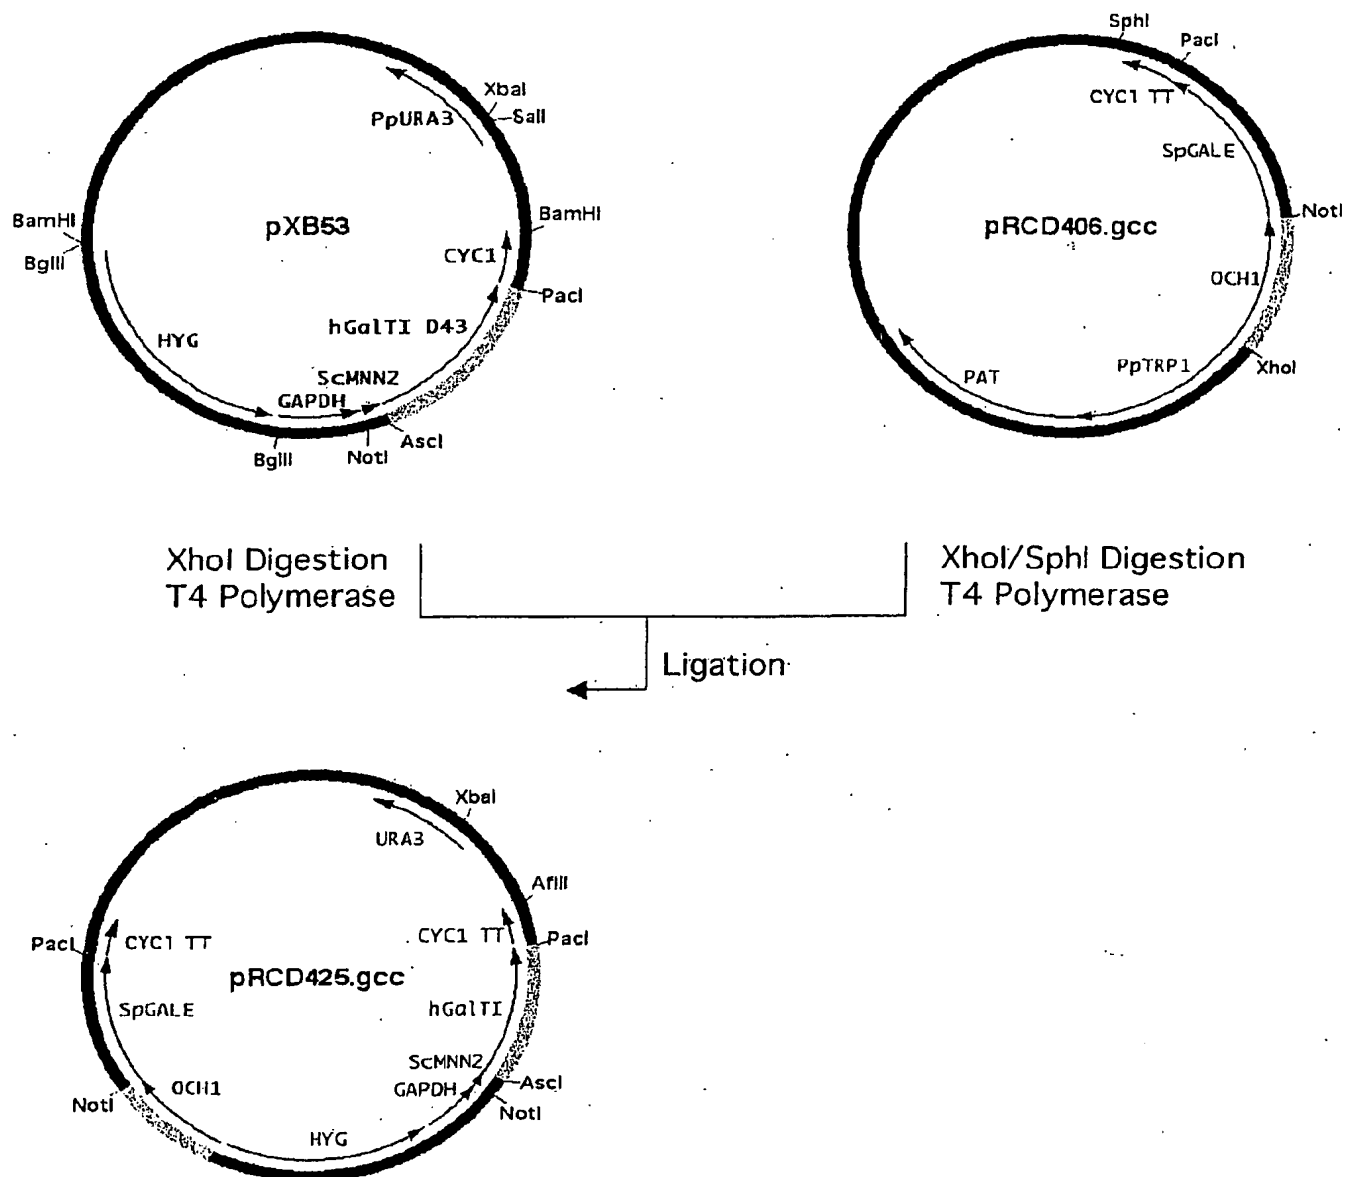 XbaI
SalI
PpURA3
BamHI
BglII
pXB53
BamHI
CYC1
PacI
hGalTI D43
HYG
ScMNN2
GAPDH
AscI
BglII
NotI
SphI
PacI
CYC1 TT
SpGALE
NotI
pRCD406.gcc
OCH1
PpTRP1
XhoI
PAT
XhoI Digestion
T4 Polymerase
XhoI/SphI Digestion
T4 Polymerase
Ligation
XbaI
URA3
AflII
PacI
CYC1 TT
CYC1 TT
PacI
pRCD425.gcc
SpGALE
hGalTI
ScMNN2
OCH1
GAPDH
AscI
NotI
NotI
HYG